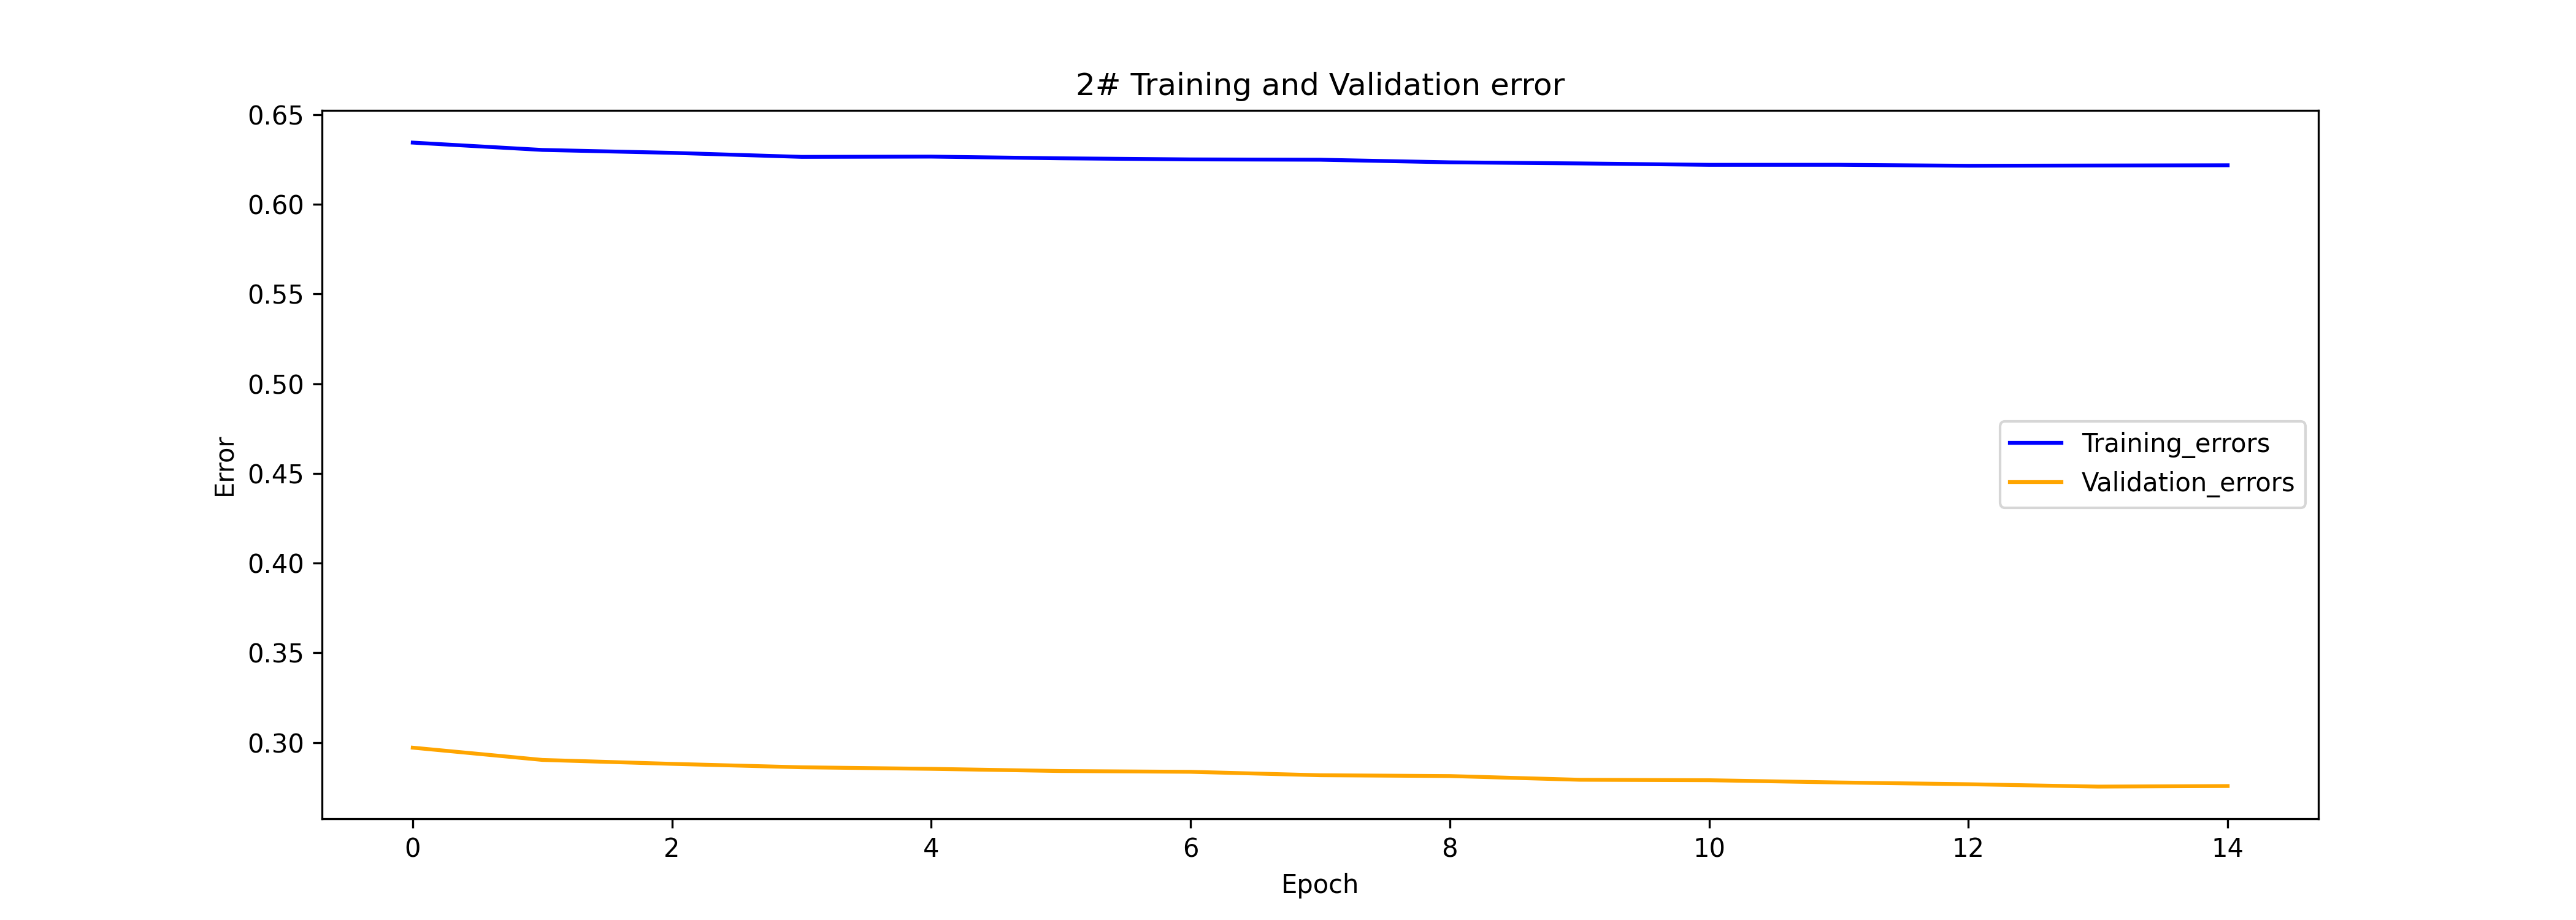 2# Training and Validation error
0.65
0.60
0.55
0.50
0.45
0.40
0.35
0.30
Error
Training_errors
Validation_errors
0 2 4 6 8 10 12 14
Epoch